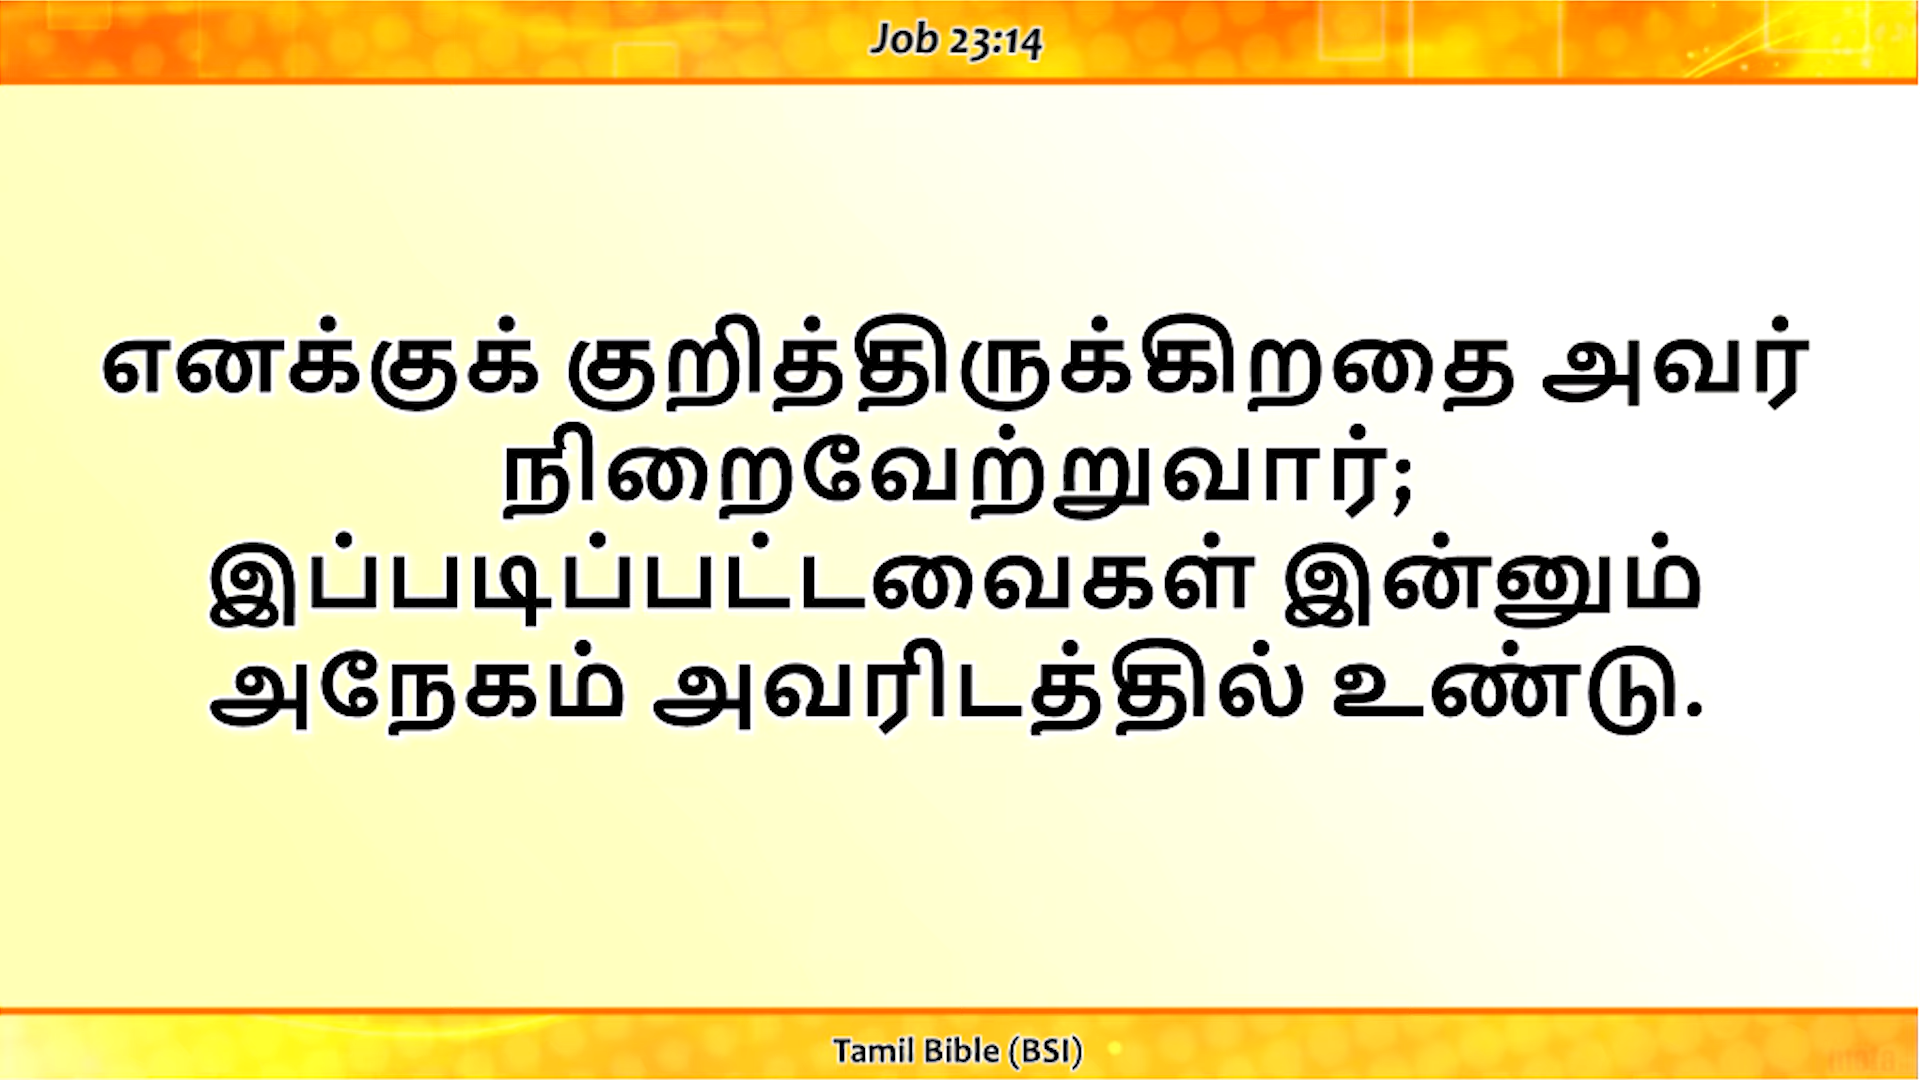 Job 23:14
எனக்குக் குறித்திருக்கிறதை அவர்
நிறைவேற்றுவார்;
இப்படிப்பட்டவைகள் இன்னும்
அநேகம் அவரிடத்தில் உண்டு.
Tamil Bible (BSI)